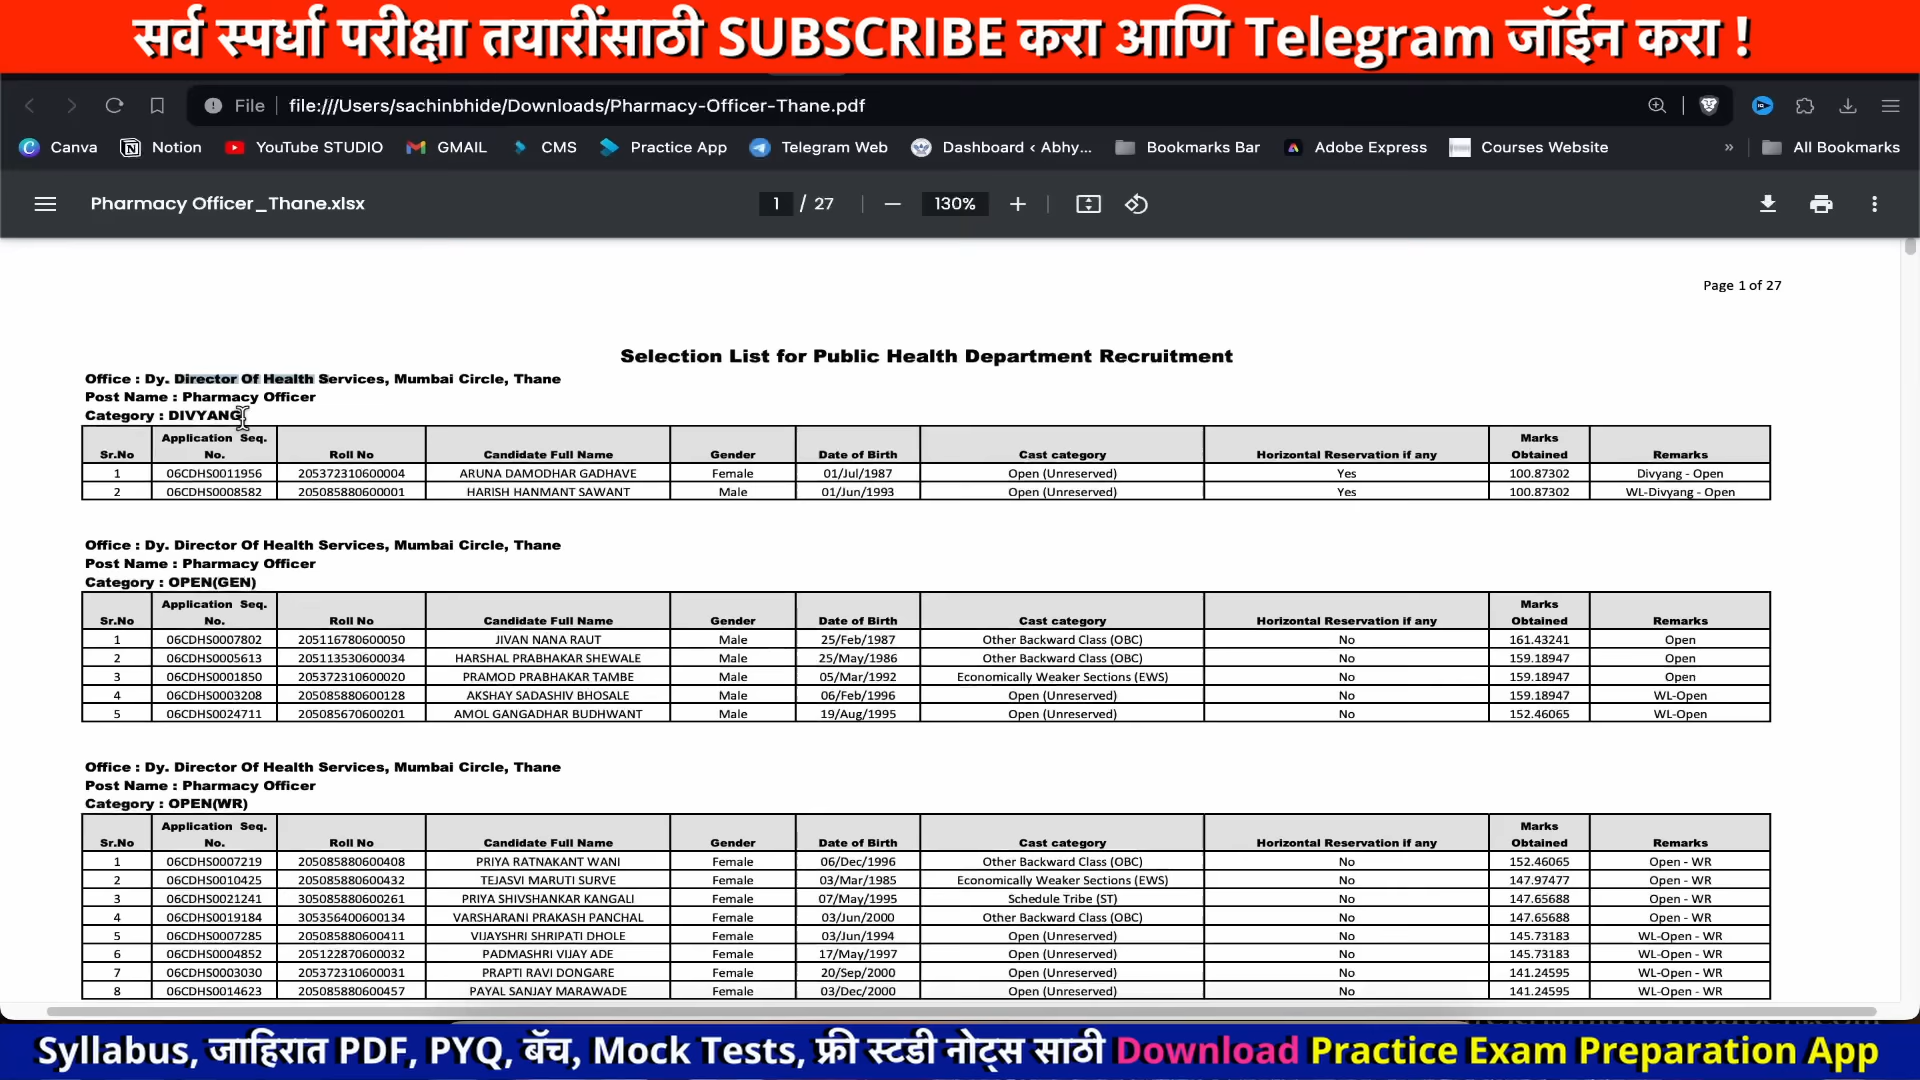 सर्व स्पर्धा परीक्षा तयारींसाठी SUBSCRIBE करा आणि Telegram जॉईन करा !
File file:///Users/sachinbhide/Downloads/Pharmacy-Officer-Thane.pdf
Canva Notion YouTube STUDIO GMAIL CMS Practice App Telegram Web Dashboard ‹ Abhy... Bookmarks Bar Adobe Express Courses Website » All Bookmarks
Pharmacy Officer_Thane.xlsx 1 / 27 — 130% +
Page 1 of 27
Selection List for Public Health Department Recruitment
Office : Dy. Director Of Health Services, Mumbai Circle, Thane
Post Name : Pharmacy Officer
Category : DIVYANG
Sr.No Application Seq. No. Roll No Candidate Full Name Gender Date of Birth Cast category Horizontal Reservation if any Marks Obtained Remarks
1 06CDHS0011956 205372310600004 ARUNA DAMODHAR GADHAVE Female 01/Jul/1987 Open (Unreserved) Yes 100.87302 Divyang - Open
2 06CDHS0008582 205085880600001 HARISH HANMANT SAWANT Male 01/Jun/1993 Open (Unreserved) Yes 100.87302 WL-Divyang - Open
Office : Dy. Director Of Health Services, Mumbai Circle, Thane
Post Name : Pharmacy Officer
Category : OPEN(GEN)
Sr.No Application Seq. No. Roll No Candidate Full Name Gender Date of Birth Cast category Horizontal Reservation if any Marks Obtained Remarks
1 06CDHS0007802 205116780600050 JIVAN NANA RAUT Male 25/Feb/1987 Other Backward Class (OBC) No 161.43241 Open
2 06CDHS0005613 205113530600034 HARSHAL PRABHAKAR SHEWALE Male 25/May/1986 Other Backward Class (OBC) No 159.18947 Open
3 06CDHS0001850 205372310600020 PRAMOD PRABHAKAR TAMBE Male 05/Mar/1992 Economically Weaker Sections (EWS) No 159.18947 Open
4 06CDHS0003208 205085880600128 AKSHAY SADASHIV BHOSALE Male 06/Feb/1996 Open (Unreserved) No 159.18947 WL-Open
5 06CDHS0024711 205085670600201 AMOL GANGADHAR BUDHWANT Male 19/Aug/1995 Open (Unreserved) No 152.46065 WL-Open
Office : Dy. Director Of Health Services, Mumbai Circle, Thane
Post Name : Pharmacy Officer
Category : OPEN(WR)
Sr.No Application Seq. No. Roll No Candidate Full Name Gender Date of Birth Cast category Horizontal Reservation if any Marks Obtained Remarks
1 06CDHS0007219 205085880600408 PRIYA RATNAKANT WANI Female 06/Dec/1996 Other Backward Class (OBC) No 152.46065 Open - WR
2 06CDHS0010425 205085880600432 TEJASVI MARUTI SURVE Female 03/Mar/1985 Economically Weaker Sections (EWS) No 147.97477 Open - WR
3 06CDHS0021241 305085880600261 PRIYA SHIVSHANKAR KANGALI Female 07/May/1995 Schedule Tribe (ST) No 147.65688 Open - WR
4 06CDHS0019184 305356400600134 VARSHARANI PRAKASH PANCHAL Female 03/Jun/2000 Other Backward Class (OBC) No 147.65688 Open - WR
5 06CDHS0007285 205085880600411 VIJAYSHRI SHRIPATI DHOLE Female 03/Jun/1994 Open (Unreserved) No 145.73183 WL-Open - WR
6 06CDHS0004852 205122870600032 PADMASHRI VIJAY ADE Female 17/May/1997 Open (Unreserved) No 145.73183 WL-Open - WR
7 06CDHS0003030 205372310600031 PRAPTI RAVI DONGARE Female 20/Sep/2000 Open (Unreserved) No 141.24595 WL-Open - WR
8 06CDHS0014623 205085880600457 PAYAL SANJAY MARAWADE Female 03/Dec/2000 Open (Unreserved) No 141.24595 WL-Open - WR
Syllabus, जाहिरात PDF, PYQ, बॅच, Mock Tests, फ्री स्टडी नोट्स साठी Download Practice Exam Preparation App